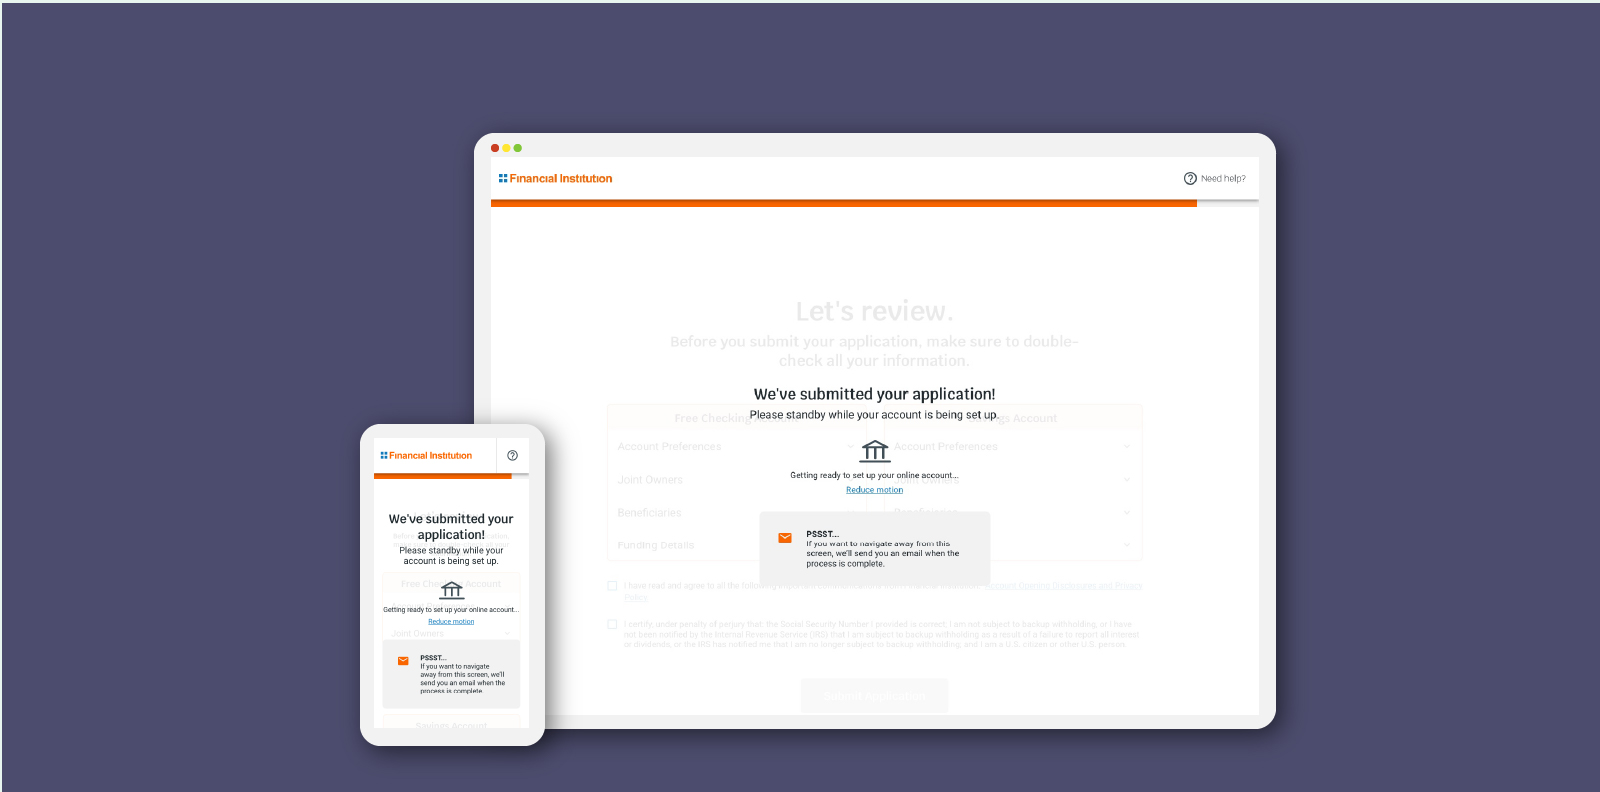 Financial Institution
Need help?
Let's review.
Before you submit your application, make sure to double-
check all your information.
We've submitted your application!
Please standby while your account is being set up.
Free Checking
Account
Account Preferences
Account Preferences
Joint Owners
Getting ready to set up your online account...
Reduce motion
Beneficiaries
Funding Details
PSSST...
If you want to navigate away from this
screen, we'll send you an email when the
process is complete.
I have read and agree to all the
Account Opening Disclosures and Privacy
Policy.
I certify, under penalty of perjury that: the Social Security Number I provided is correct; I am not subject to backup withholding, or I have
not been notified by the Internal Revenue Service (IRS) that I am subject to backup withholding as a result of a failure to report all interest
or dividends, or the IRS has notified me that I am no longer subject to backup withholding, and I am a U.S. citizen or other U.S. person.
Submit Application
Financial Institution
We've submitted your
application!
Please standby while your
account is being set up.
Free Checking Account
Getting ready to set up your online account...
Reduce motion
Joint Owners
PSSST...
If you want to navigate
away from this screen, we'll
send you an email when the
process is complete.
Savings Account